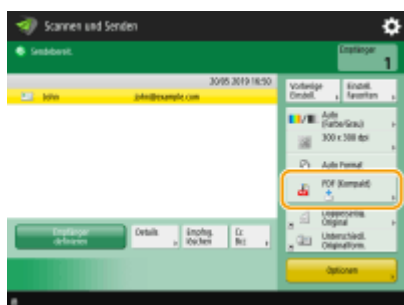 Scannen und Senden
Sendebereit.
Empfänger
1
30/05 2019 16:50
John
john@example.com
Vorherige
Einstell.
Einstell.
Favoriten
Auto
(Farbe/Grau)
300 x 300 dpi
Auto Format
PDF (Kompakt)
Doppelseitig.
Original
Unterschiedl.
Originalform.
Empfänger
definieren
Details
Empfng.
löschen
Cc
Bcc
Optionen